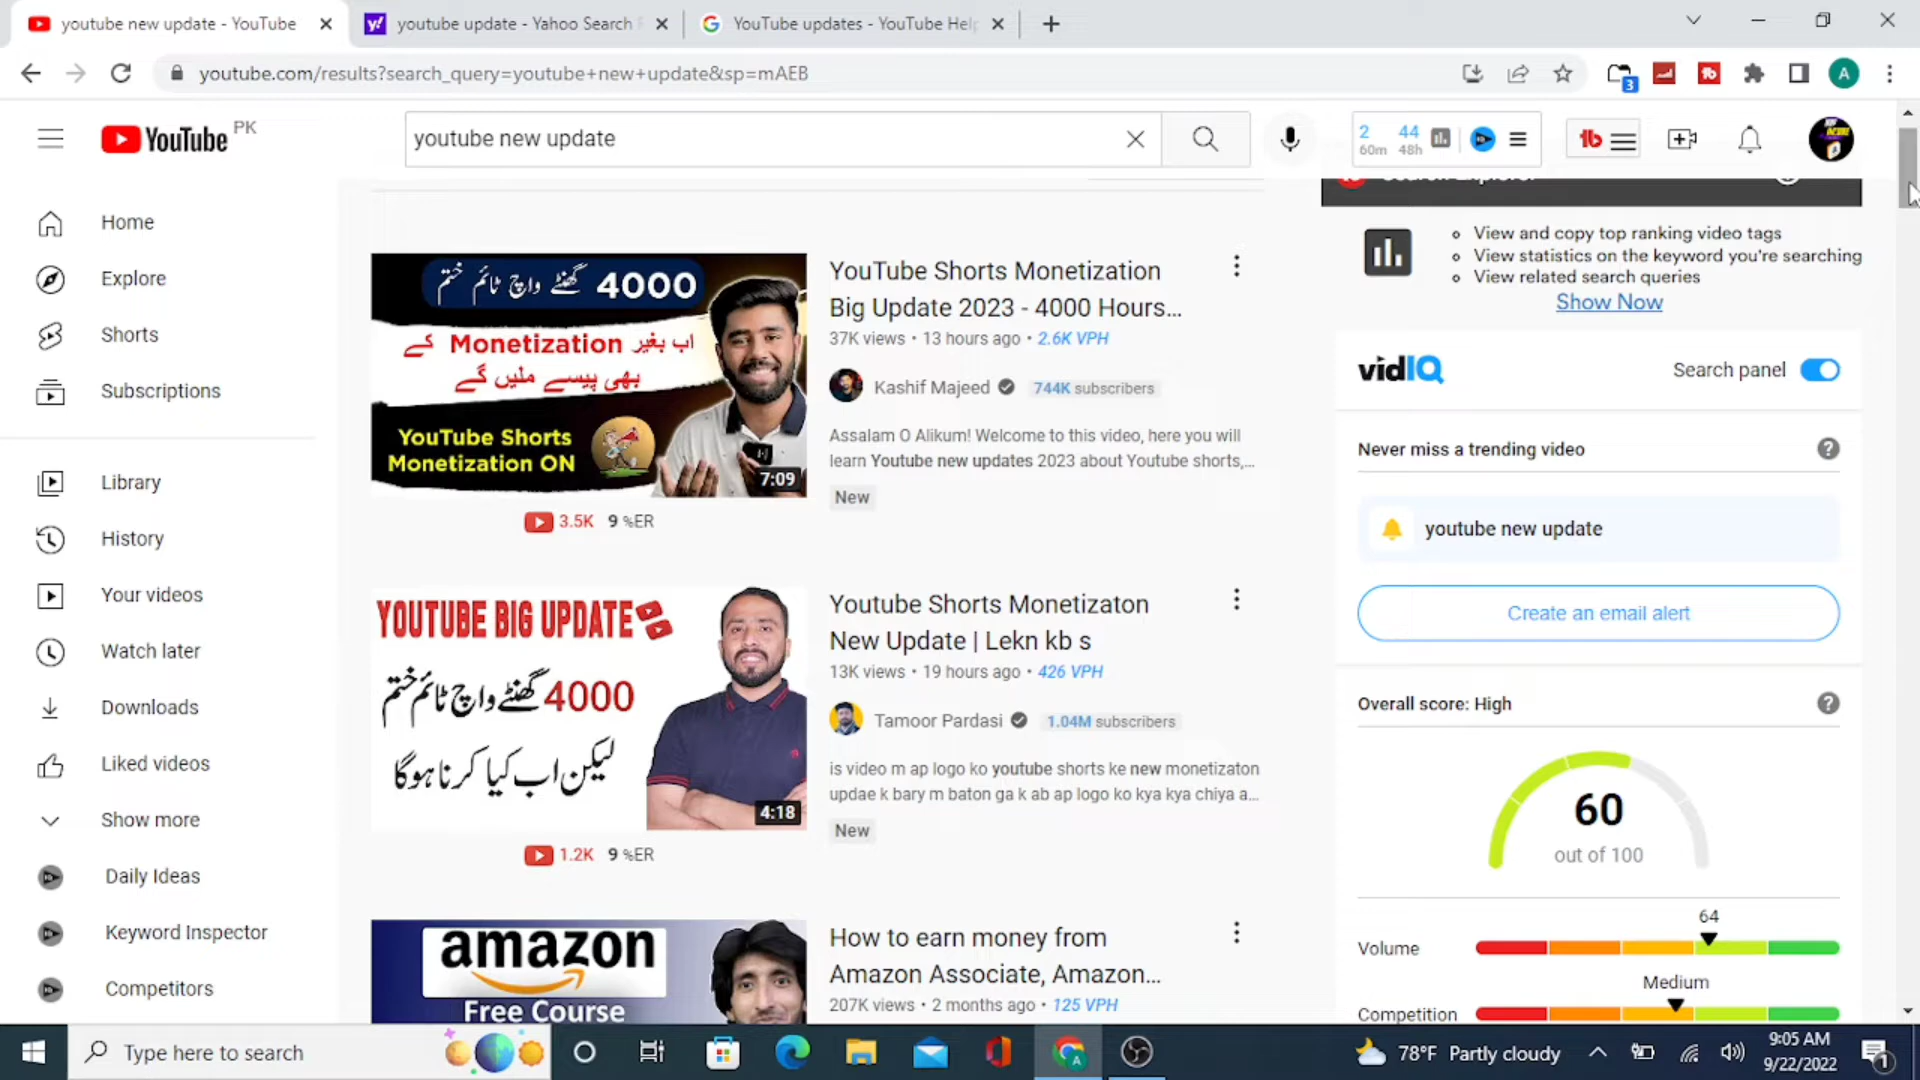 youtube new update - YouTube
youtube update - Yahoo Search
YouTube updates - YouTube Help
youtube.com/results?search_query=youtube+new+update&sp=mAEB
3
A
YouTube PK
youtube new update
2 44
60m 48h
tb
Home
Explore
Shorts
Subscriptions
Library
History
Your videos
Watch later
Downloads
Liked videos
Show more
Daily Ideas
Keyword Inspector
Competitors
4000 گھنٹے واچ ٹائم ختم
اب بغیر Monetization کے
بھی پیسے ملیں گے
YouTube Shorts
Monetization ON
7:09
3.5K 9 %ER
YouTube Shorts Monetization
Big Update 2023 - 4000 Hours...
37K views • 13 hours ago • 2.6K VPH
Kashif Majeed 744K subscribers
Assalam O Alikum! Welcome to this video, here you will
learn Youtube new updates 2023 about Youtube shorts,...
New
YOUTUBE BIG UPDATE
4000 گھنٹے واچ ٹائم ختم
لیکن اب کیا کرنا ہوگا
4:18
1.2K 9 %ER
Youtube Shorts Monetizaton
New Update | Lekn kb s
13K views • 19 hours ago • 426 VPH
Tamoor Pardasi 1.04M subscribers
is video m ap logo ko youtube shorts ke new monetizaton
updae k bary m baton ga k ab ap logo ko kya kya chiya a...
New
amazon
Free Course
How to earn money from
Amazon Associate, Amazon...
207K views • 2 months ago • 125 VPH
View and copy top ranking video tags
View statistics on the keyword you're searching
View related search queries
Show Now
vidIQ
Search panel
Never miss a trending video
youtube new update
Create an email alert
Overall score: High
60
out of 100
64
Volume
Medium
Competition
Type here to search
78°F Partly cloudy
9:05 AM
9/22/2022
1